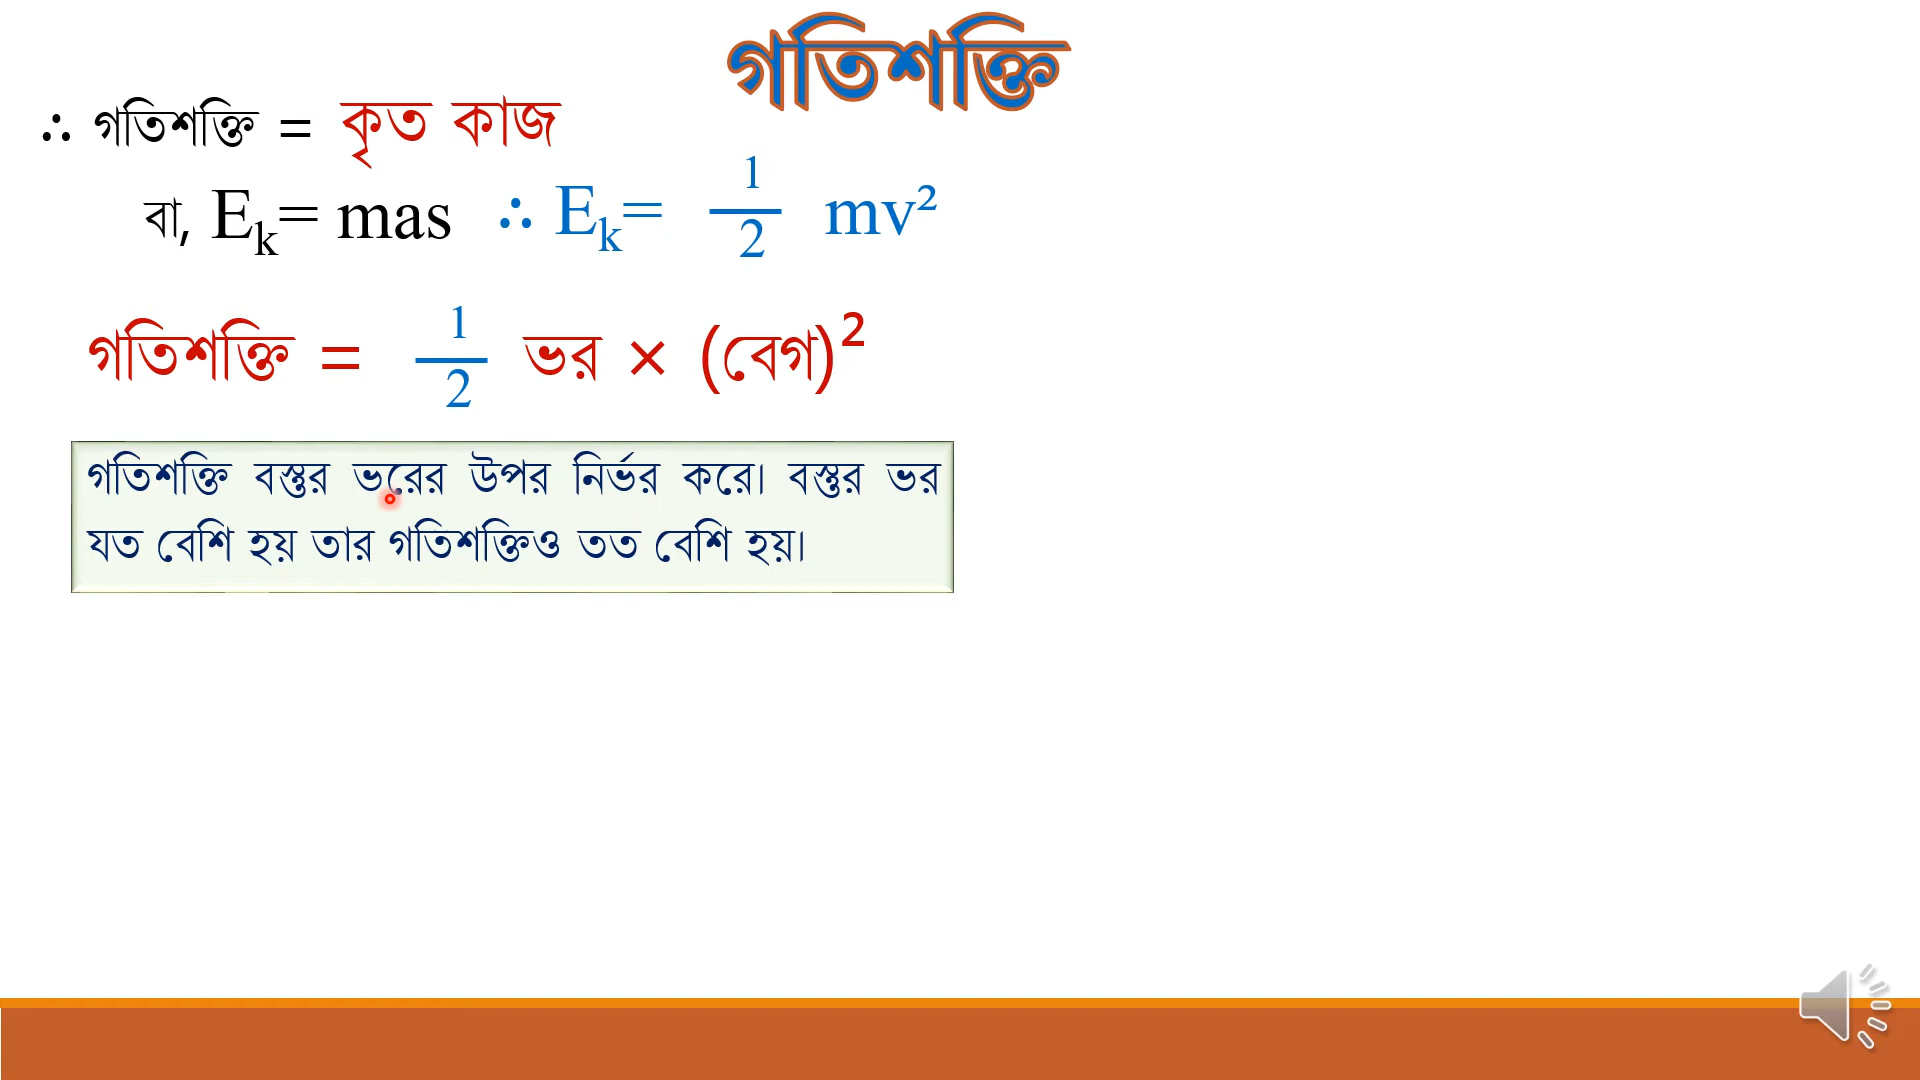 গতিশক্তি
∴ গতিশক্তি = কৃত কাজ
বা, Eₖ= mas ∴ Eₖ= 1/2 mv²
গতিশক্তি = 1/2 ভর × (বেগ)²
গতিশক্তি বস্তুর ভরের উপর নির্ভর করে। বস্তুর ভর
যত বেশি হয় তার গতিশক্তিও তত বেশি হয়।